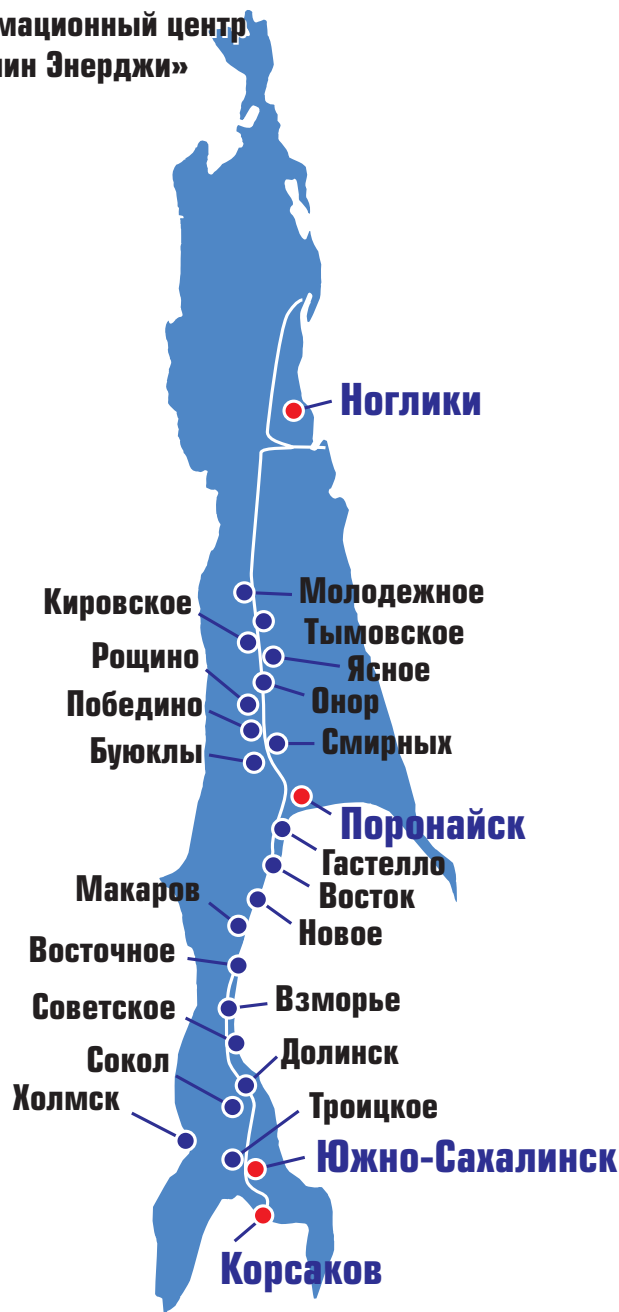 мационный центр
ин Энерджи»
Ноглики
Молодежное
Кировское
Тымовское
Рощино
Ясное
Онор
Победино
Смирных
Буюклы
Поронайск
Гастелло
Макаров
Восток
Новое
Восточное
Взморье
Советское
Долинск
Сокол
Холмск
Троицкое
Южно-Сахалинск
Корсаков